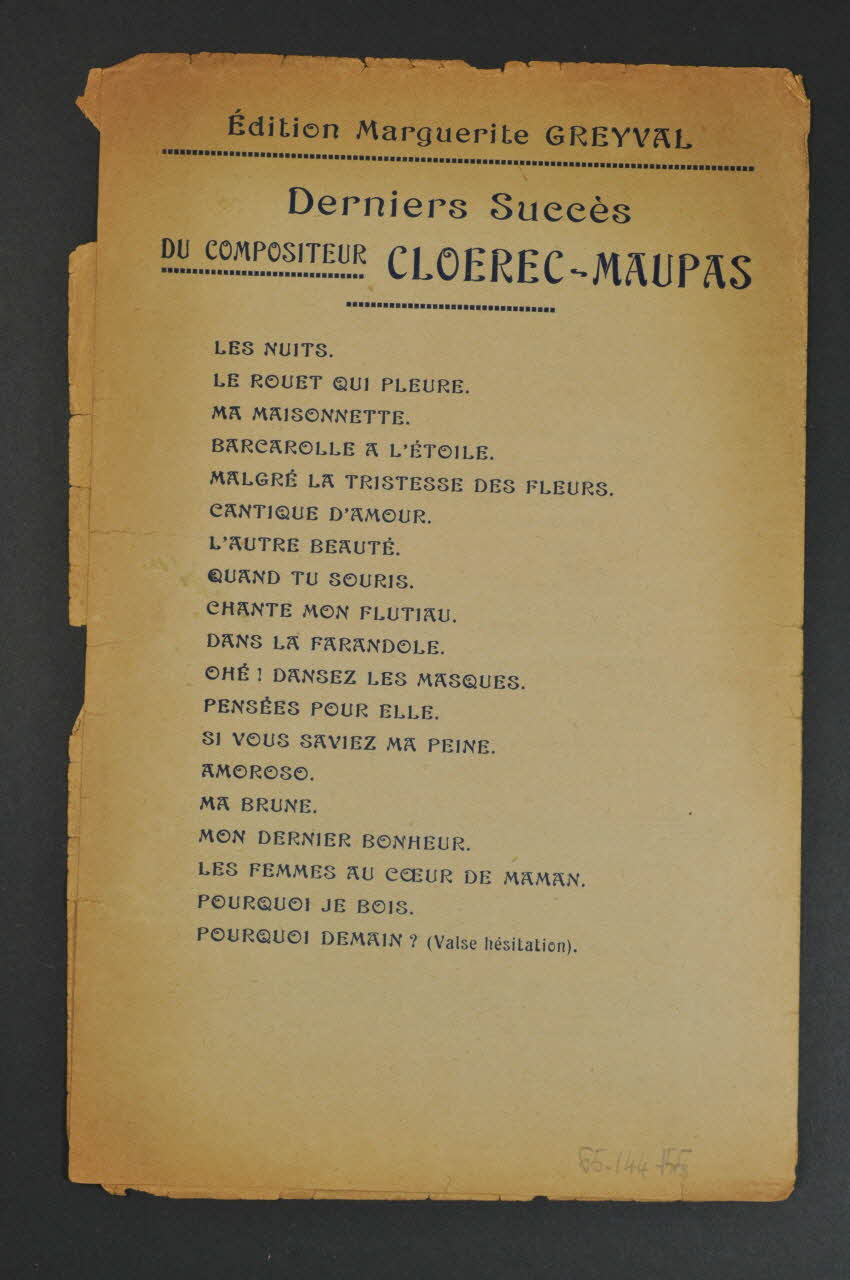 Édition Marguerite GREYVAL
Derniers Succès
DU COMPOSITEUR CLOEREC-MAUPAS
LES NUITS.
LE ROUET QUI PLEURE.
MA MAISONNETTE.
BARCAROLLE A L'ÉTOILE.
MALGRÉ LA TRISTESSE DES FLEURS.
CANTIQUE D'AMOUR.
L'AUTRE BEAUTÉ.
QUAND TU SOURIS.
CHANTE MON FLUTIAU.
DANS LA FARANDOLE.
OHÉ ! DANSEZ LES MASQUES.
PENSÉES POUR ELLE.
SI VOUS SAVIEZ MA PEINE.
AMOROSO.
MA BRUNE.
MON DERNIER BONHEUR.
LES FEMMES AU CŒUR DE MAMAN.
POURQUOI JE BOIS.
POURQUOI DEMAIN ? (Valse hésitation).